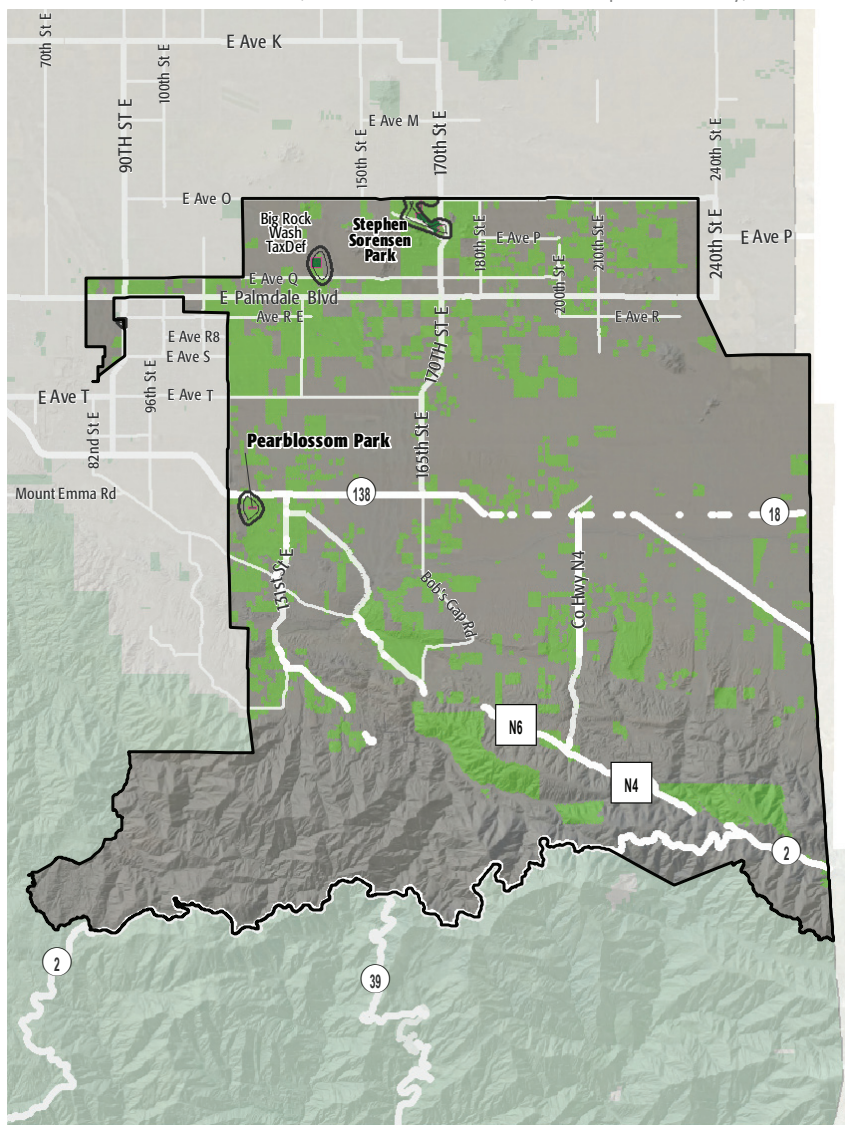 E Ave K
70th St E
100th St E
90TH ST E
E Ave M
150th St E
170th St E
240th St E
E Ave O
Big Rock
Wash
TaxDef
Stephen
Sorensen
Park
180th St E
E Ave P
210th St E
240th St E
E Ave P
E Ave Q
200th St E
E Palmdale Blvd
Ave R E
E Ave R
170TH ST E
E Ave R8
E Ave S
96th St E
E Ave T
E Ave T
82nd St E
165th St E
Pearblossom Park
138
Mount Emma Rd
18
131st St E
Bob's Gap Rd
Co Hwy N4
N6
N4
2
2
39